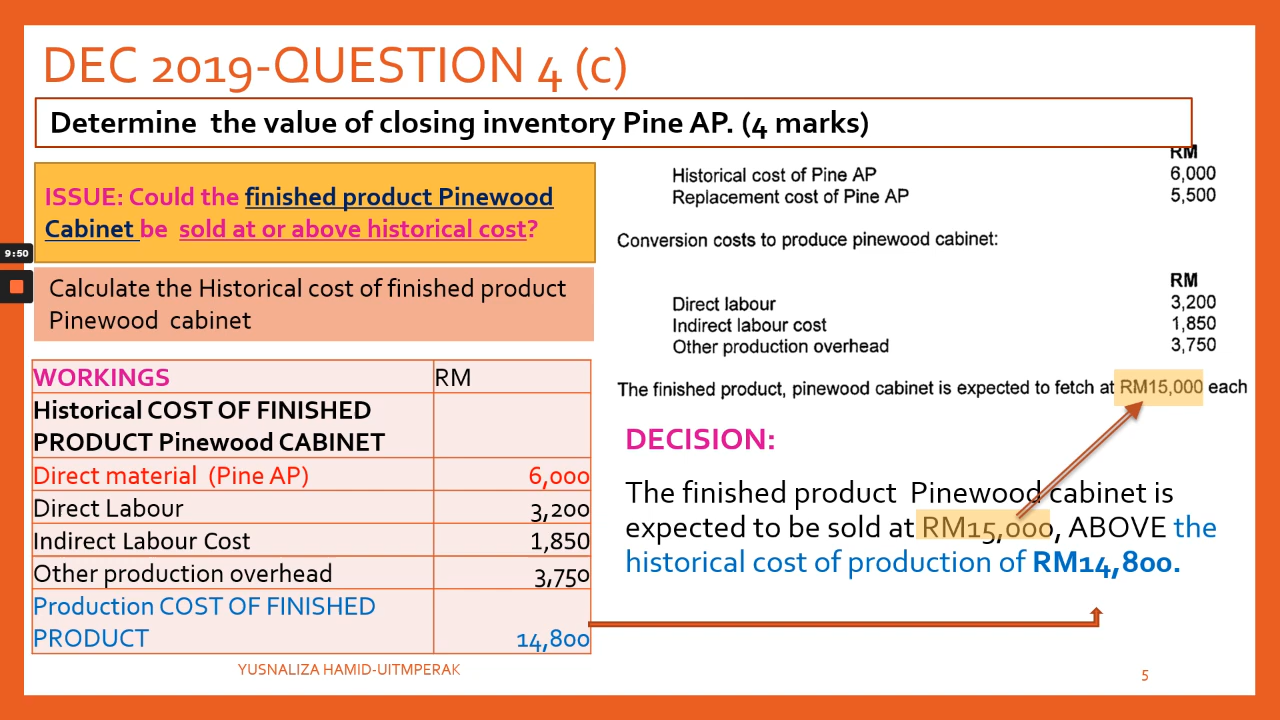 DEC 2019-QUESTION 4 (c)
Determine the value of closing inventory Pine AP. (4 marks)
ISSUE: Could the finished product Pinewood
Cabinet be sold at or above historical cost?
9:50
Calculate the Historical cost of finished product
Pinewood cabinet
WORKINGS RM
Historical COST OF FINISHED
PRODUCT Pinewood CABINET
Direct material (Pine AP) 6,000
Direct Labour 3,200
Indirect Labour Cost 1,850
Other production overhead 3,750
Production COST OF FINISHED
PRODUCT 14,800
RM
Historical cost of Pine AP 6,000
Replacement cost of Pine AP 5,500
Conversion costs to produce pinewood cabinet:
RM
Direct labour 3,200
Indirect labour cost 1,850
Other production overhead 3,750
The finished product, pinewood cabinet is expected to fetch at RM15,000 each
DECISION:
The finished product Pinewood cabinet is
expected to be sold at RM15,000, ABOVE the
historical cost of production of RM14,800.
YUSNALIZA HAMID-UITMPERAK
5